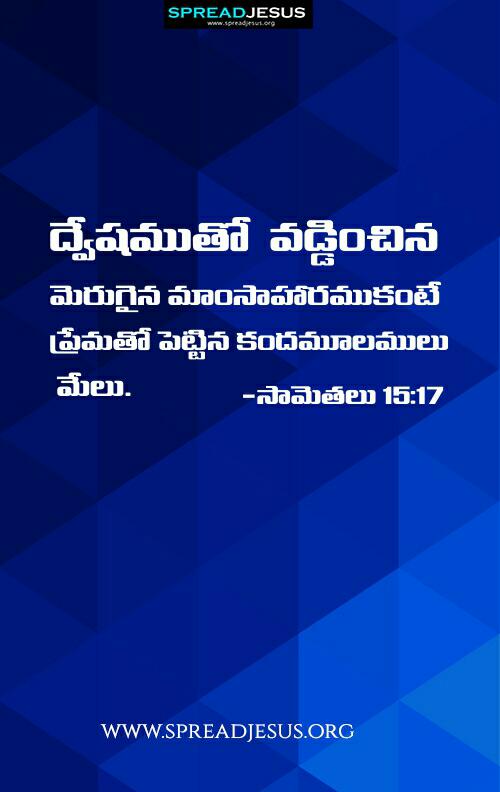 SPREADJESUS
www.spreadjesus.org
ద్వేషముతో వడ్డించిన
మెరుగైన మాంసాహారముకంటే
ప్రేమతో పెట్టిన కందమూలములు
మేలు.
-సామెతలు 15:17
WWW.SPREADJESUS.ORG